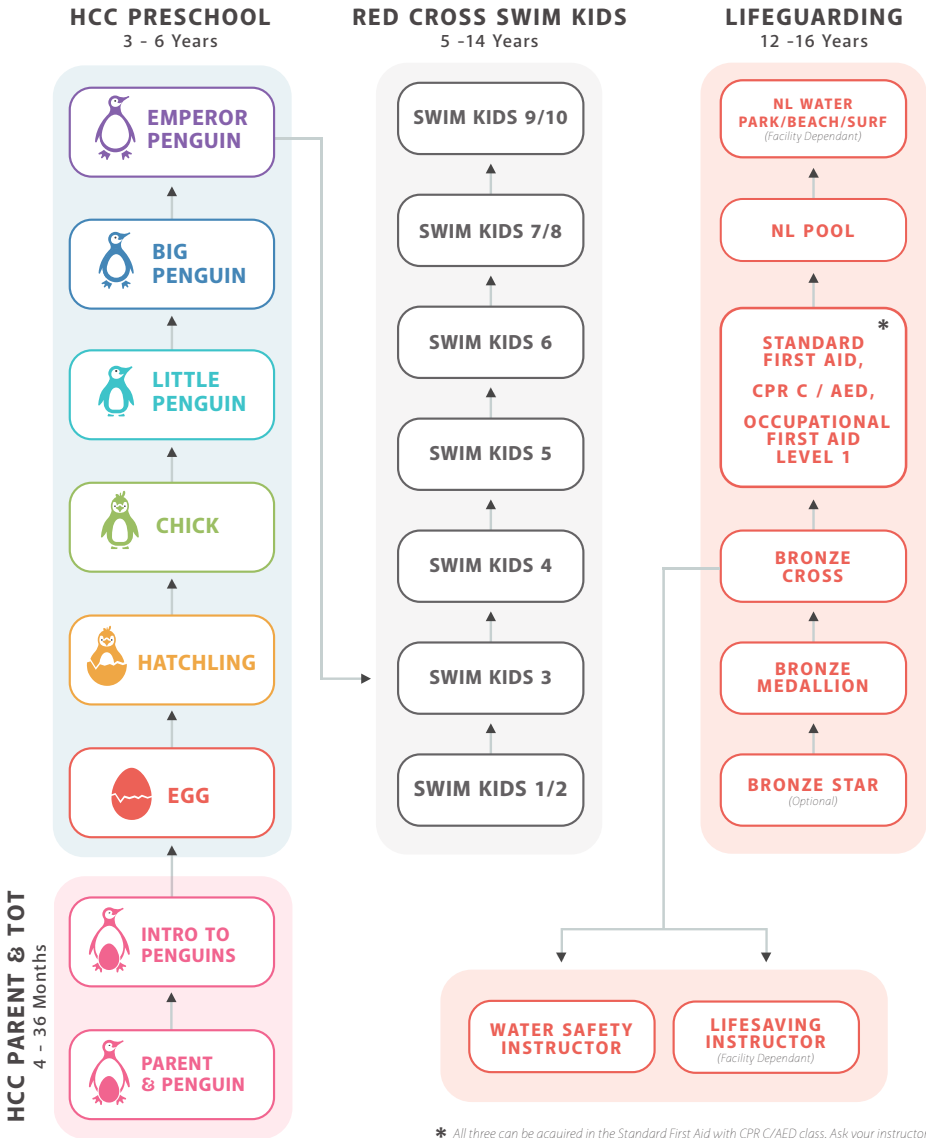 HCC PRESCHOOL
3 - 6 Years
EMPEROR
PENGUIN
BIG
PENGUIN
LITTLE
PENGUIN
CHICK
HATCHLING
EGG
HCC PARENT & TOT
4 - 36 Months
INTRO TO
PENGUINS
PARENT
& PENGUIN
RED CROSS SWIM KIDS
5 -14 Years
SWIM KIDS 9/10
SWIM KIDS 7/8
SWIM KIDS 6
SWIM KIDS 5
SWIM KIDS 4
SWIM KIDS 3
SWIM KIDS 1/2
LIFEGUARDING
12 -16 Years
NL WATER
PARK/BEACH/SURF
(Facility Dependant)
NL POOL
*
STANDARD
FIRST AID,
CPR C / AED,
OCCUPATIONAL
FIRST AID
LEVEL 1
BRONZE
CROSS
BRONZE
MEDALLION
BRONZE STAR
(Optional)
WATER SAFETY
INSTRUCTOR
LIFESAVING
INSTRUCTOR
(Facility Dependant)
* All three can be acquired in the Standard First Aid with CPR C/AED class. Ask your instructor